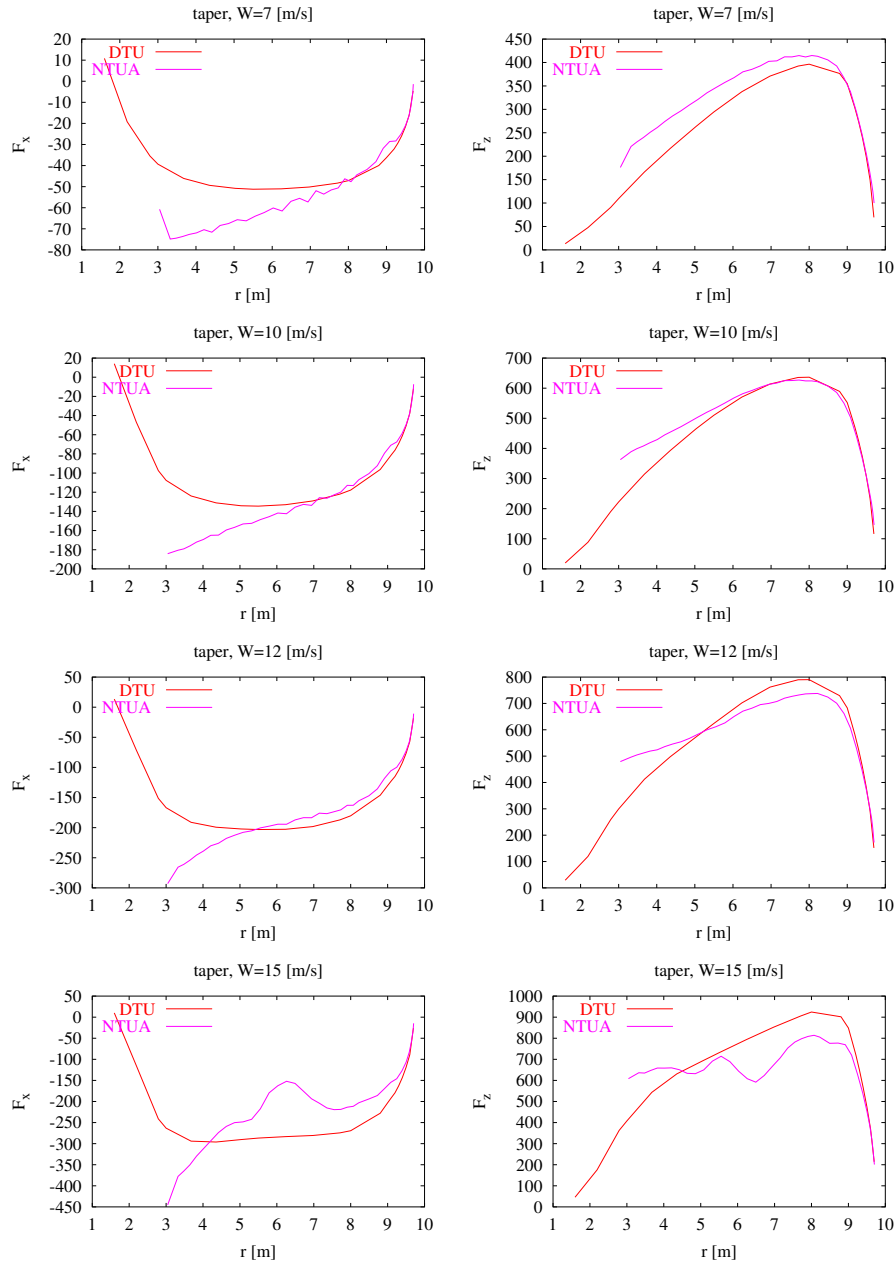 taper, W=7 [m/s]
20
10
0
-10
-20
-30
-40
-50
-60
-70
-80
F_x
DTU
NTUA
1 2 3 4 5 6 7 8 9 10
r [m]
taper, W=7 [m/s]
450
400
350
300
250
200
150
100
50
0
F_z
DTU
NTUA
1 2 3 4 5 6 7 8 9 10
r [m]
taper, W=10 [m/s]
20
0
-20
-40
-60
-80
-100
-120
-140
-160
-180
-200
F_x
DTU
NTUA
1 2 3 4 5 6 7 8 9 10
r [m]
taper, W=10 [m/s]
700
600
500
400
300
200
100
0
F_z
DTU
NTUA
1 2 3 4 5 6 7 8 9 10
r [m]
taper, W=12 [m/s]
50
0
-50
-100
-150
-200
-250
-300
F_x
DTU
NTUA
1 2 3 4 5 6 7 8 9 10
r [m]
taper, W=12 [m/s]
800
700
600
500
400
300
200
100
0
F_z
DTU
NTUA
1 2 3 4 5 6 7 8 9 10
r [m]
taper, W=15 [m/s]
50
0
-50
-100
-150
-200
-250
-300
-350
-400
-450
F_x
DTU
NTUA
1 2 3 4 5 6 7 8 9 10
r [m]
taper, W=15 [m/s]
1000
900
800
700
600
500
400
300
200
100
0
F_z
DTU
NTUA
1 2 3 4 5 6 7 8 9 10
r [m]